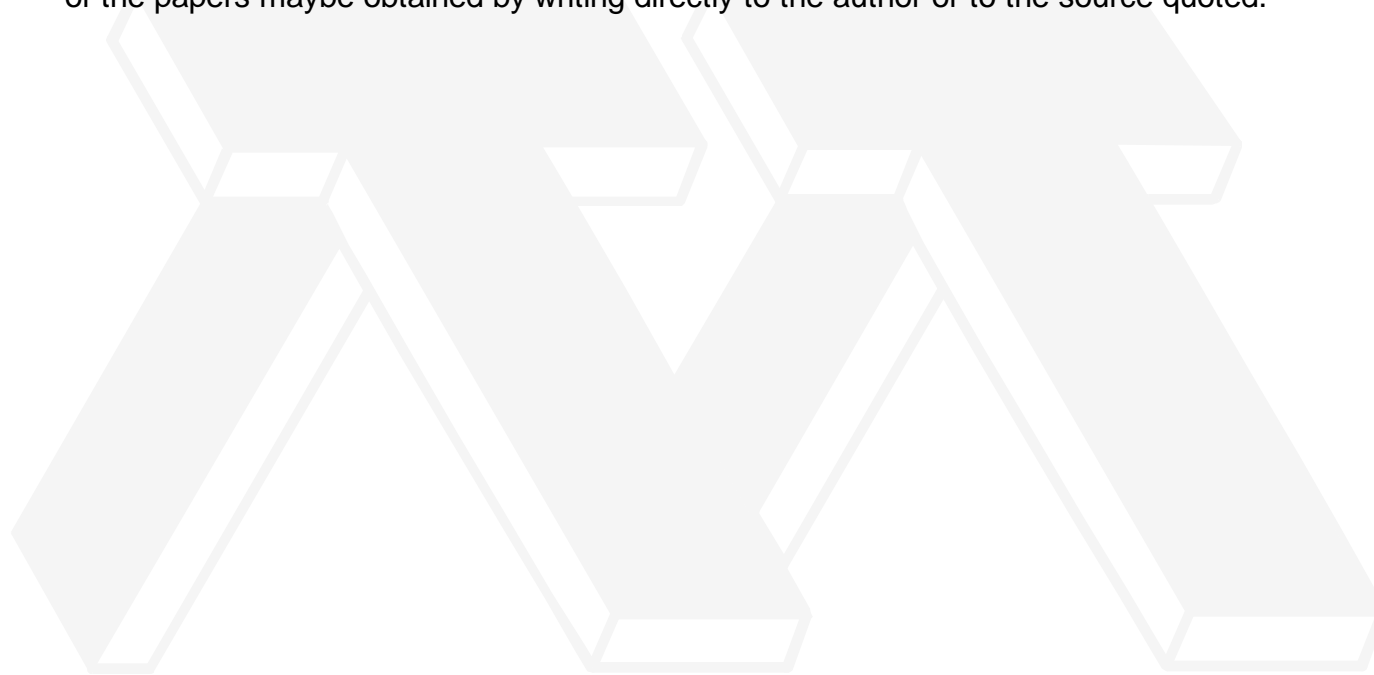 of the papers maybe obtained by writing directly to the author or to the source quoted.